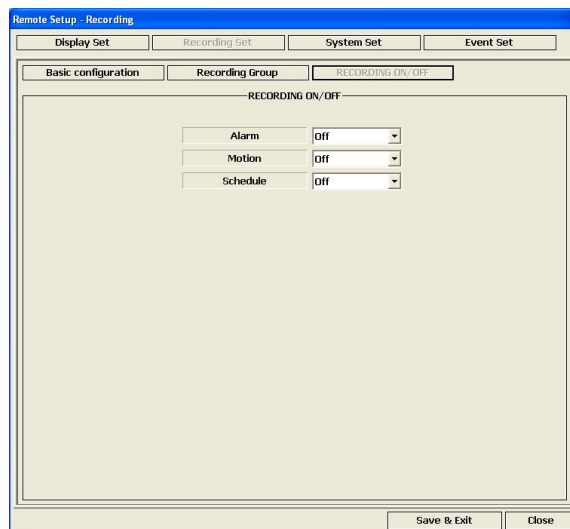 Remote Setup - Recording
Display Set Recording Set System Set Event Set
Basic configuration Recording Group RECORDING ON/OFF
RECORDING ON/OFF
Alarm Off
Motion Off
Schedule Off
Save & Exit Close